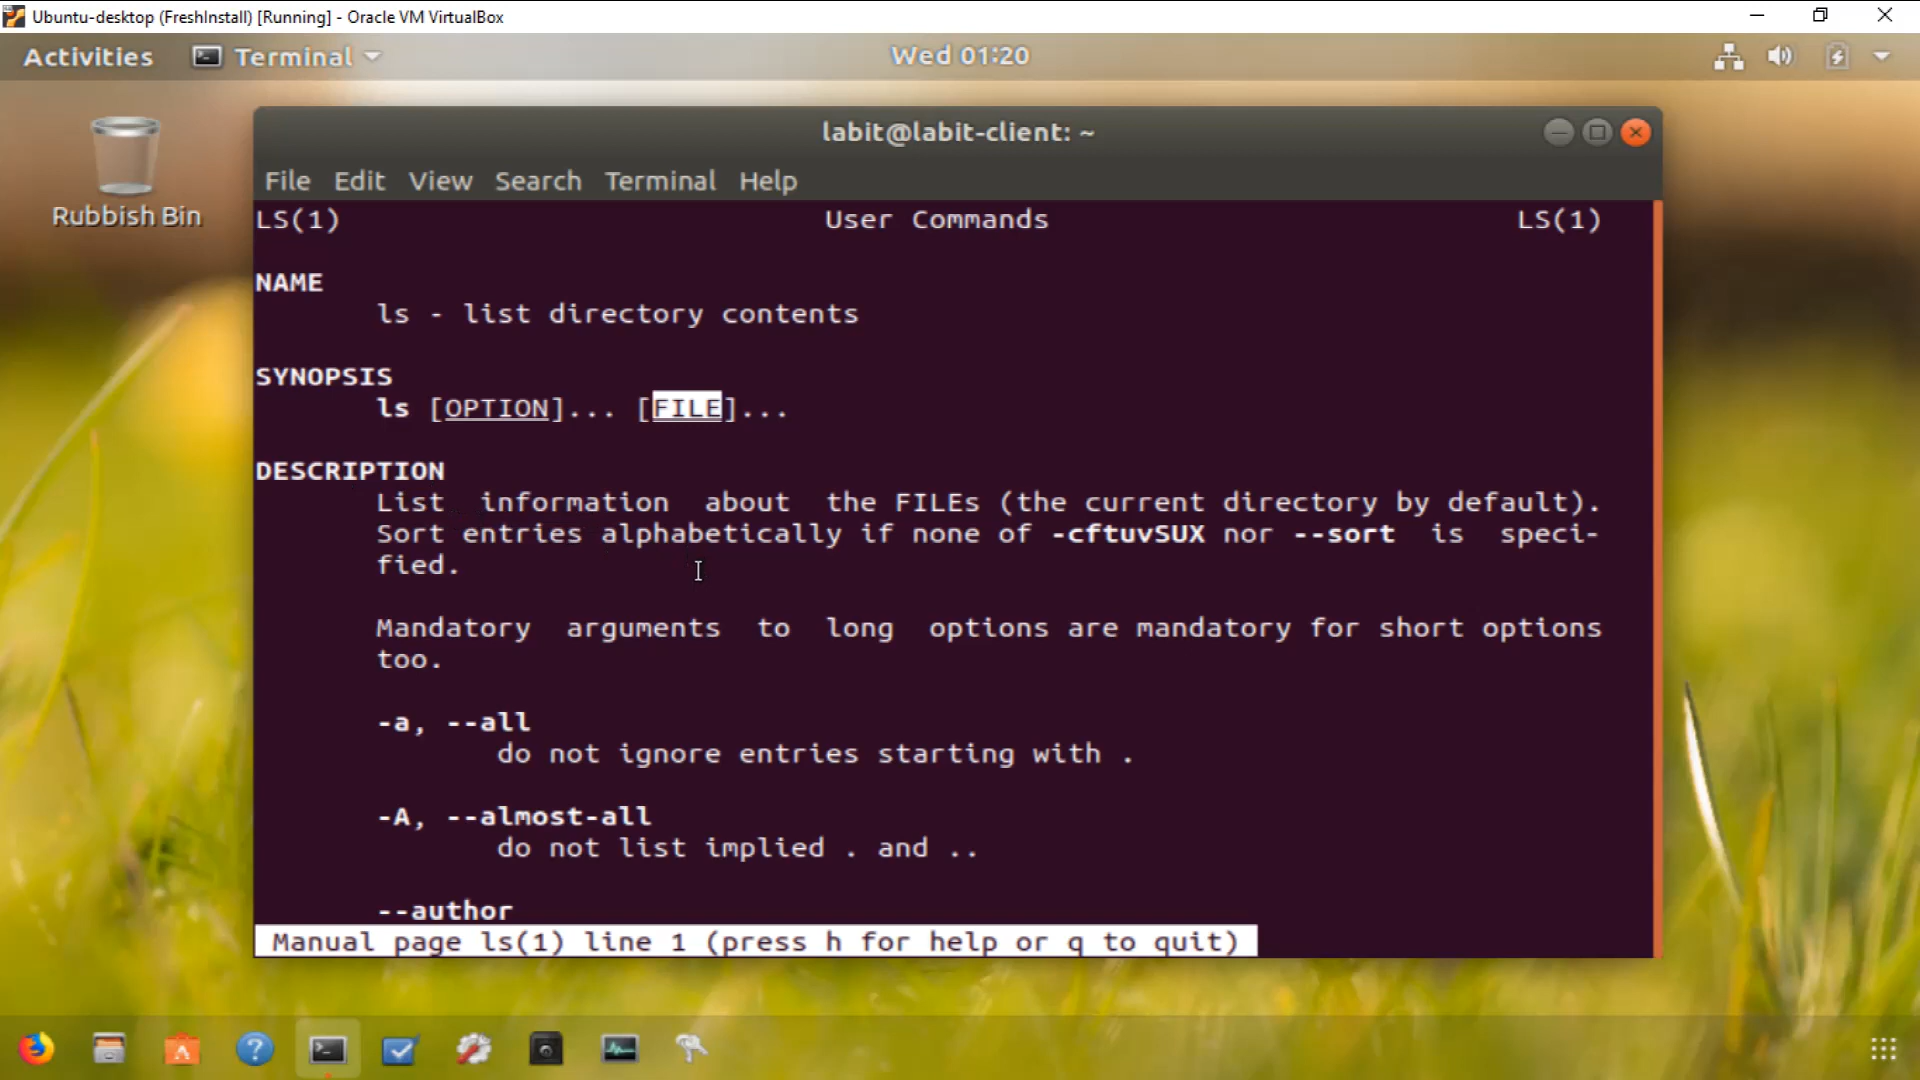 Ubuntu-desktop (FreshInstall) [Running] - Oracle VM VirtualBox
Activities Terminal Wed 01:20
Rubbish Bin
labit@labit-client: ~
File Edit View Search Terminal Help
LS(1) User Commands LS(1)
NAME
ls - list directory contents
SYNOPSIS
ls [OPTION]... [FILE]...
DESCRIPTION
List information about the FILEs (the current directory by default).
Sort entries alphabetically if none of -cftuvSUX nor --sort is speci-
fied.
Mandatory arguments to long options are mandatory for short options
too.
-a, --all
do not ignore entries starting with .
-A, --almost-all
do not list implied . and ..
--author
Manual page ls(1) line 1 (press h for help or q to quit)